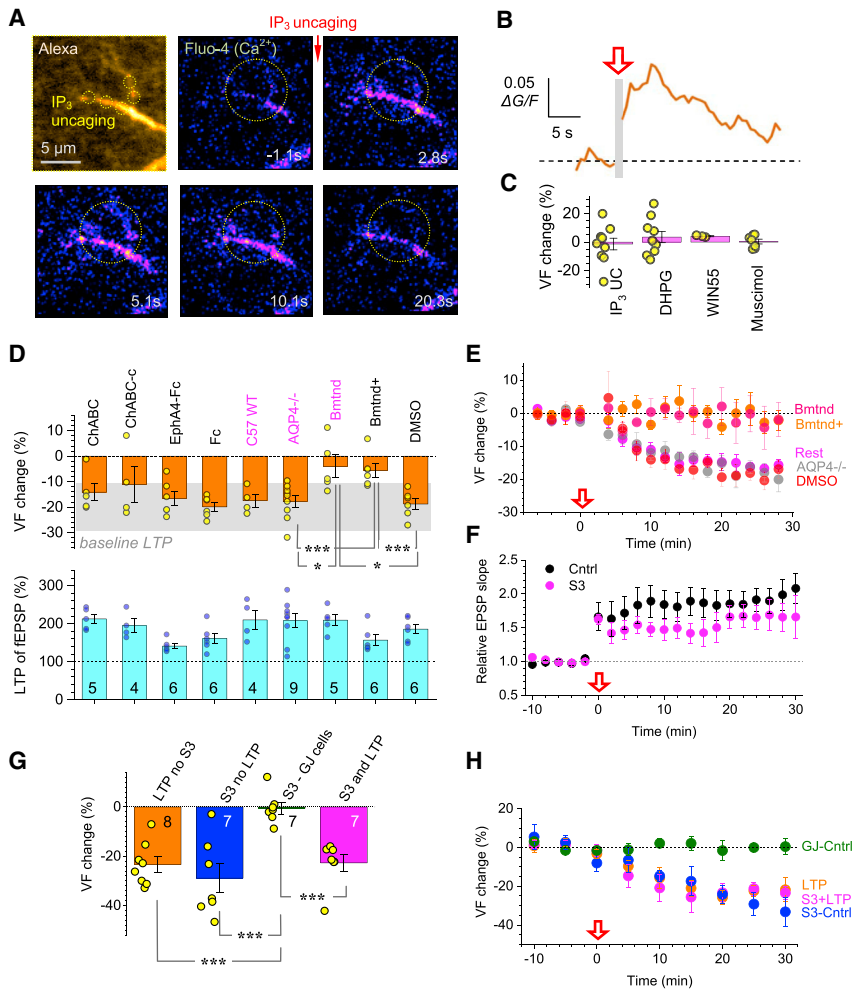 A
IP3 uncaging
Alexa
IP3
uncaging
5 µm
Fluo-4 (Ca2+)
-1.1s
2.8s
5.1s
10.1s
20.3s
B
0.05
ΔG/F
5 s
C
VF change (%)
20
0
-20
IP3 UC
DHPG
WIN55
Muscimol
D
ChABC
ChABC-c
EphA4-Fc
Fc
C57 WT
AQP4-/-
Bmtnd
Bmtnd+
DMSO
VF change (%)
10
0
-10
-20
-30
baseline LTP
*** ***
* *
LTP of fEPSP (%)
300
200
100
0
5 4 6 6 4 9 5 6 6
E
VF change (%)
10
0
-10
-20
-30
Bmtnd
Bmtnd+
Rest
AQP4-/-
DMSO
0 10 20 30
Time (min)
F
Relative EPSP slope
2.5
2.0
1.5
1.0
0.5
Cntrl
S3
-10 0 10 20 30
Time (min)
G
LTP no S3
S3 no LTP
S3 - GJ cells
S3 and LTP
VF change (%)
0
-20
-40
8 7 7 7
***
***
***
H
VF change (%)
20
0
-20
-40
GJ-Cntrl
LTP
S3+LTP
S3-Cntrl
-10 0 10 20 30
Time (min)